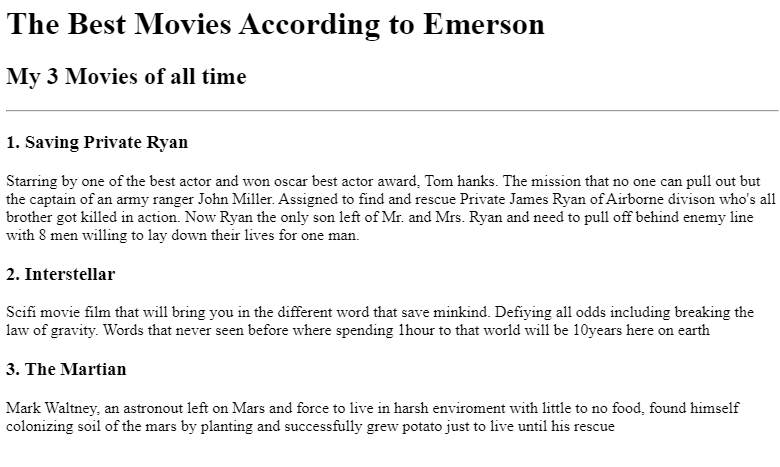 The Best Movies According to Emerson
My 3 Movies of all time
1. Saving Private Ryan
Starring by one of the best actor and won oscar best actor award, Tom hanks. The mission that no one can pull out but
the captain of an army ranger John Miller. Assigned to find and rescue Private James Ryan of Airborne divison who's all
brother got killed in action. Now Ryan the only son left of Mr. and Mrs. Ryan and need to pull off behind enemy line
with 8 men willing to lay down their lives for one man.
2. Interstellar
Scifi movie film that will bring you in the different word that save minkind. Defiying all odds including breaking the
law of gravity. Words that never seen before where spending 1hour to that world will be 10years here on earth
3. The Martian
Mark Waltney, an astronout left on Mars and force to live in harsh enviroment with little to no food, found himself
colonizing soil of the mars by planting and successfully grew potato just to live until his rescue